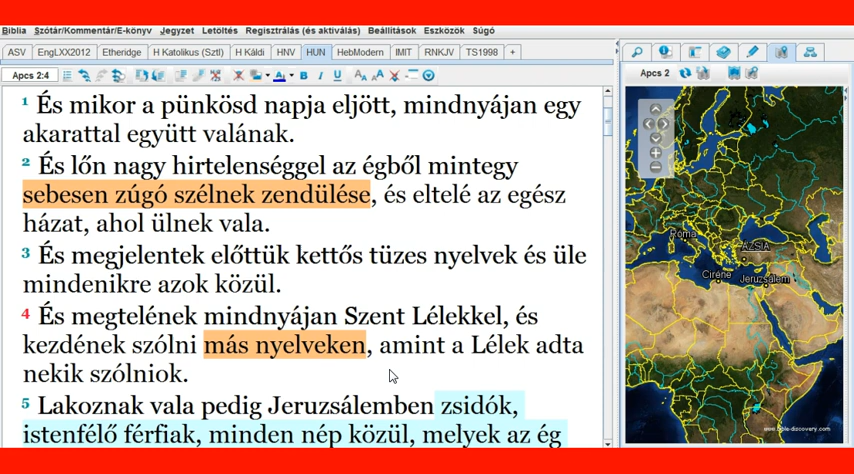 Biblia Szótár/Kommentár/E-könyv Jegyzet Letöltés Regisztrálás (és aktiválás) Beállítások Eszközök Súgó
ASV EngLXX2012 Etheridge H Katolikus (Sztl) H Káldi HNV HUN HebModern IMIT RNKJV TS1998 +
Apcs 2:4
Apcs 2
1 És mikor a pünkösd napja eljött, mindnyájan egy
akarattal együtt valának.
2 És lőn nagy hirtelenséggel az égből mintegy
sebesen zúgó szélnek zendülése, és eltelé az egész
házat, ahol ülnek vala.
3 És megjelentek előttük kettős tüzes nyelvek és üle
mindenikre azok közül.
4 És megtelének mindnyájan Szent Lélekkel, és
kezdének szólni más nyelveken, amint a Lélek adta
nekik szólniok.
5 Lakoznak vala pedig Jeruzsálemben zsidók,
istenfélő férfiak, minden nép közül, melyek az ég
Róma
ÁZSIA
Ciréne
Jeruzsálem
www.bible-discovery.com